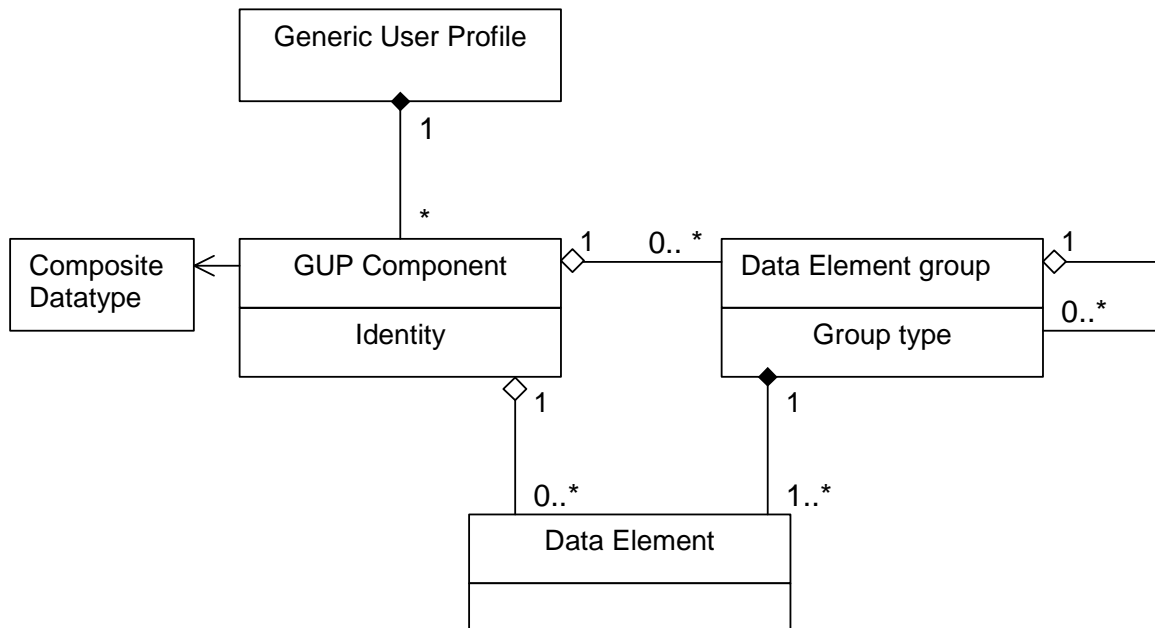 Generic User Profile
1
*
Composite
Datatype
GUP Component
Identity
1
0.. *
Data Element group
Group type
1
0..*
1
0..*
1
1..*
Data Element